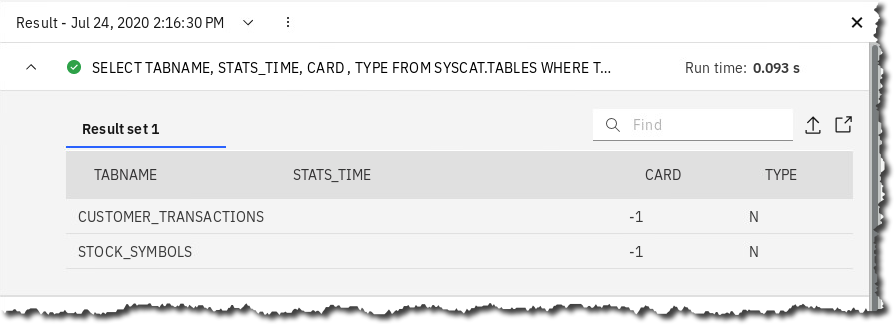 Result - Jul 24, 2020 2:16:30 PM
SELECT TABNAME, STATS_TIME, CARD , TYPE FROM SYSCAT.TABLES WHERE T... Run time: 0.093 s
Result set 1 Find
TABNAME STATS_TIME CARD TYPE
CUSTOMER_TRANSACTIONS -1 N
STOCK_SYMBOLS -1 N